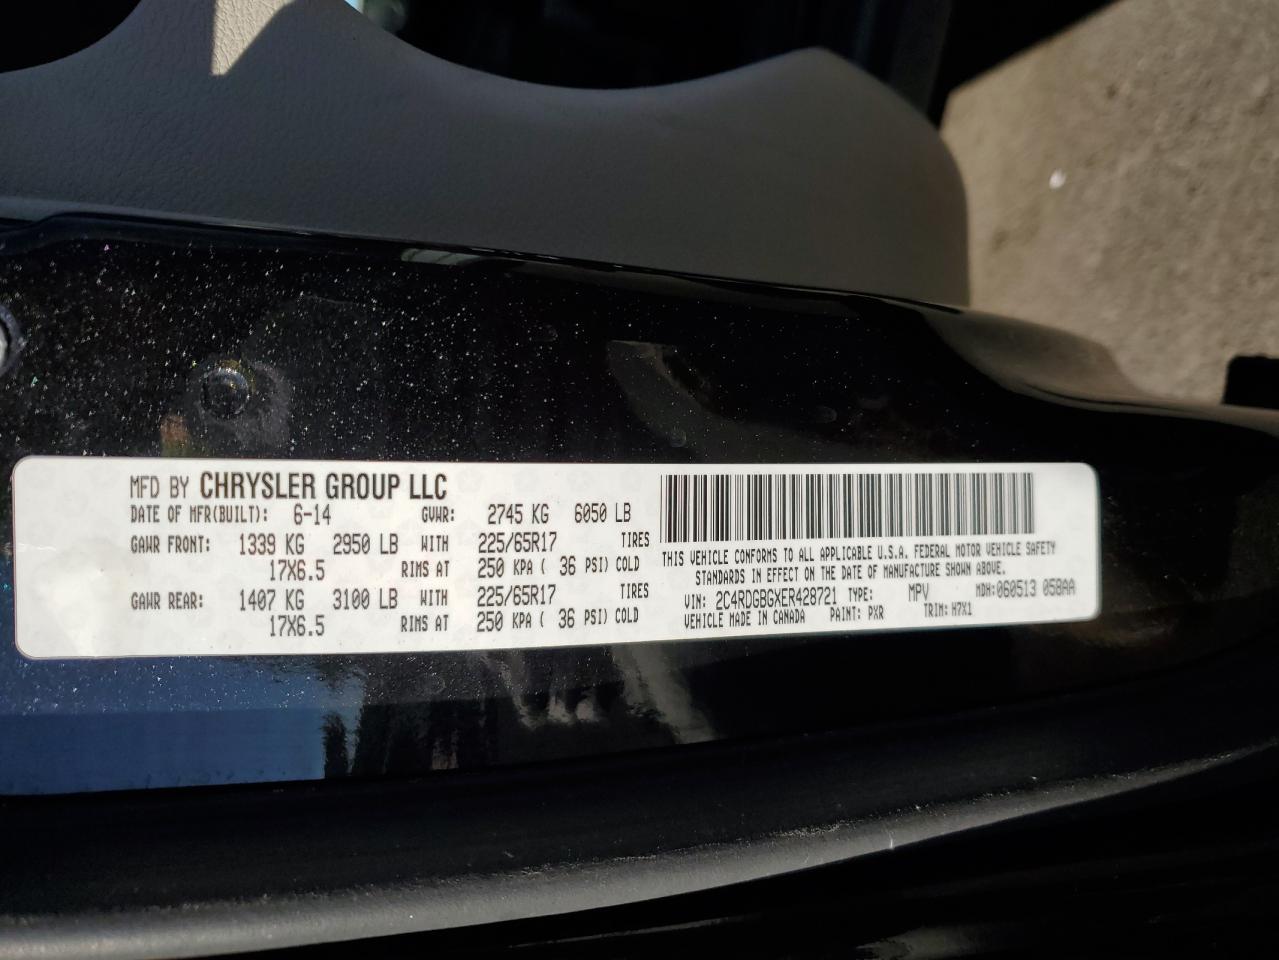 MFD BY CHRYSLER GROUP LLC
DATE OF MFR(BUILT): 6-14 GVWR: 2745 KG 6050 LB
GAWR FRONT: 1339 KG 2950 LB WITH 225/65R17 TIRES
17X6.5 RIMS AT 250 KPA ( 36 PSI) COLD
GAWR REAR: 1407 KG 3100 LB WITH 225/65R17 TIRES
17X6.5 RIMS AT 250 KPA ( 36 PSI) COLD
THIS VEHICLE CONFORMS TO ALL APPLICABLE U.S.A. FEDERAL MOTOR VEHICLE SAFETY
STANDARDS IN EFFECT ON THE DATE OF MANUFACTURE SHOWN ABOVE.
VIN: 2C4RDGBGXER428721 TYPE: MPV MDH:060513 058AA
VEHICLE MADE IN CANADA PAINT: PXR TRIM: H7X1